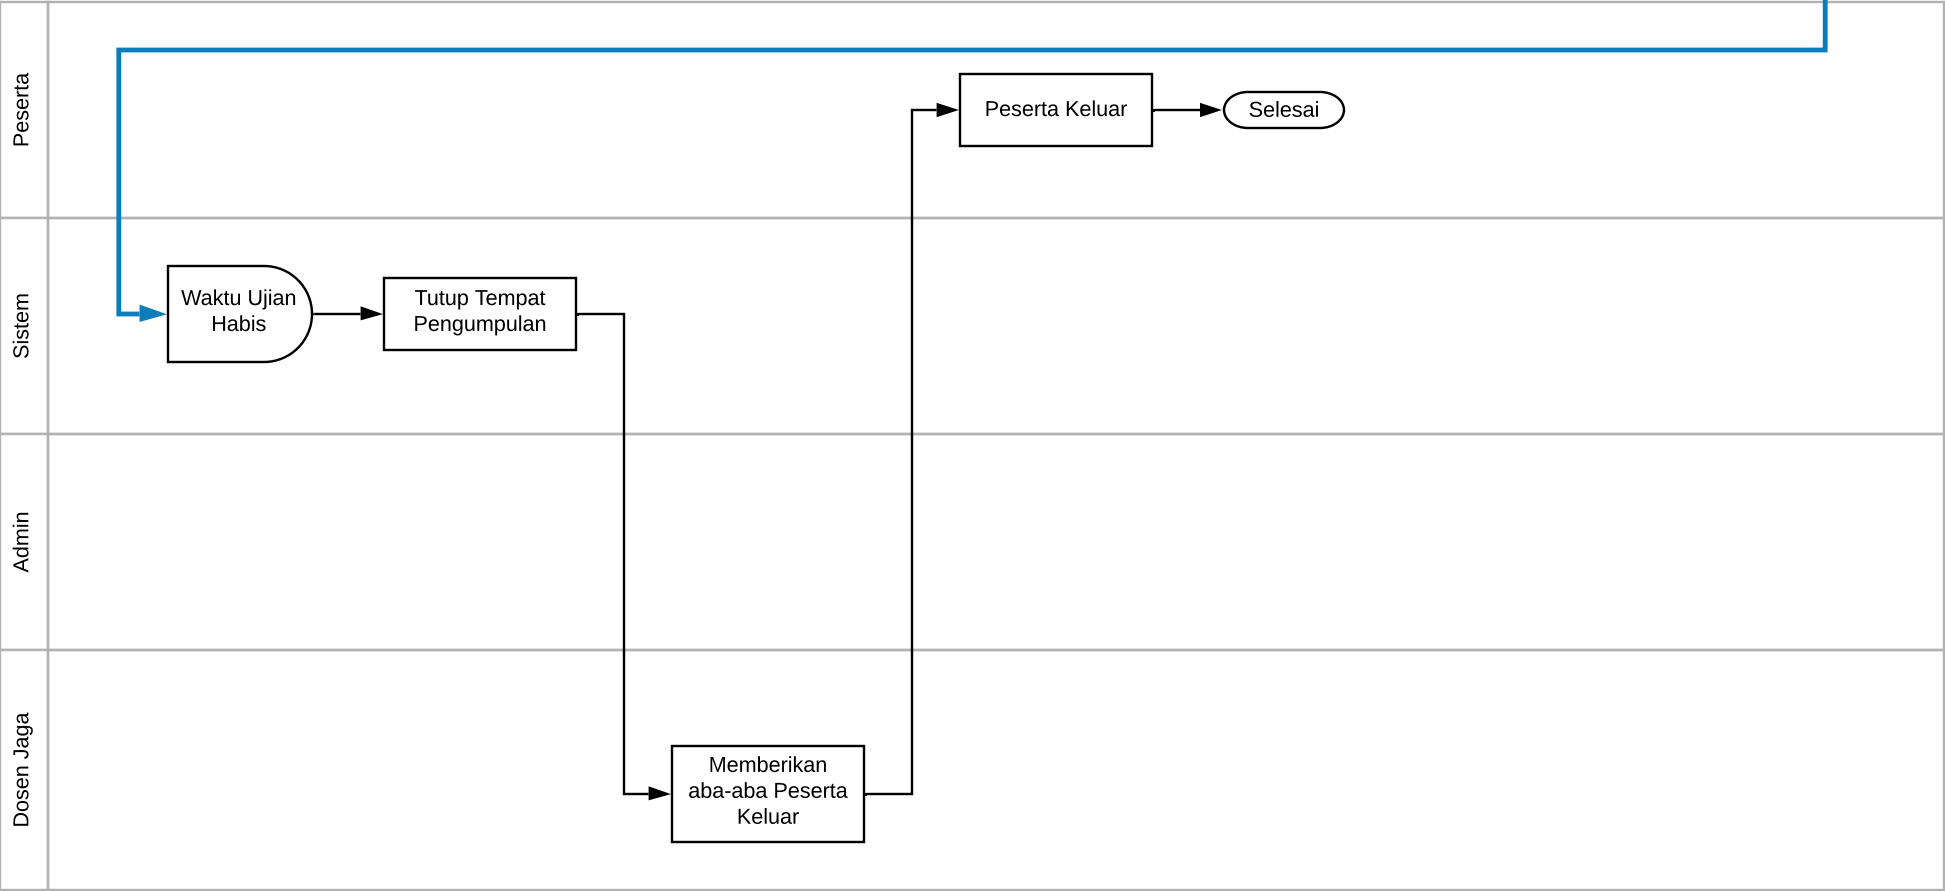 Peserta
Peserta Keluar
Selesai
Sistem
Waktu Ujian
Habis
Tutup Tempat
Pengumpulan
Admin
Dosen Jaga
Memberikan
aba-aba Peserta
Keluar